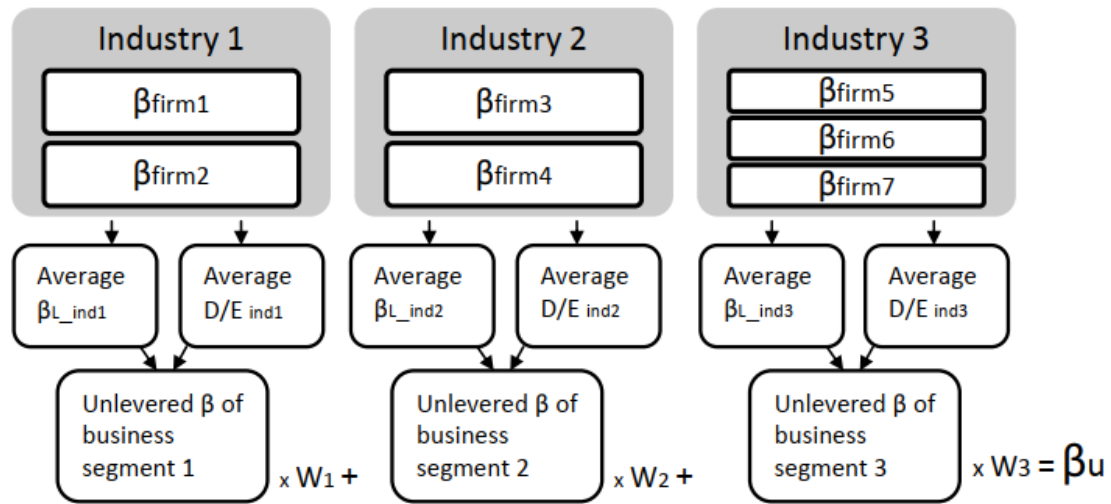 Industry 1
βfirm1
βfirm2
Industry 2
βfirm3
βfirm4
Industry 3
βfirm5
βfirm6
βfirm7
Average
βL_ind1
Average
D/E ind1
Average
βL_ind2
Average
D/E ind2
Average
βL_ind3
Average
D/E ind3
Unlevered β of
business
segment 1
x W1 +
Unlevered β of
business
segment 2
x W2 +
Unlevered β of
business
segment 3
x W3 = βu